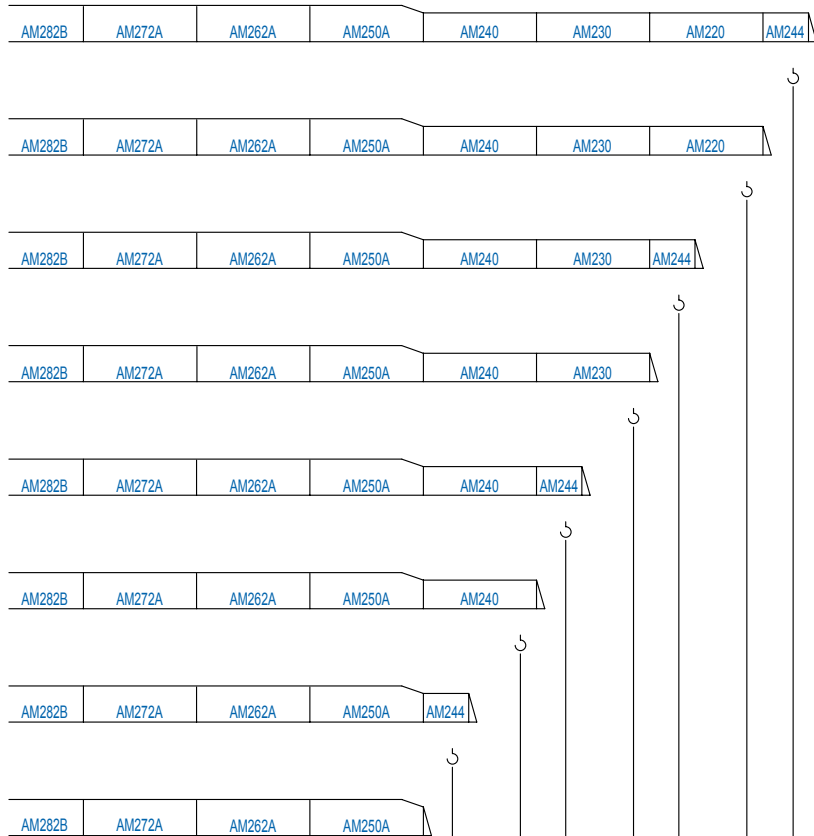 AM282B AM272A AM262A AM250A AM240 AM230 AM220 AM244
AM282B AM272A AM262A AM250A AM240 AM230 AM220
AM282B AM272A AM262A AM250A AM240 AM230 AM244
AM282B AM272A AM262A AM250A AM240 AM230
AM282B AM272A AM262A AM250A AM240 AM244
AM282B AM272A AM262A AM250A AM240
AM282B AM272A AM262A AM250A AM244
AM282B AM272A AM262A AM250A